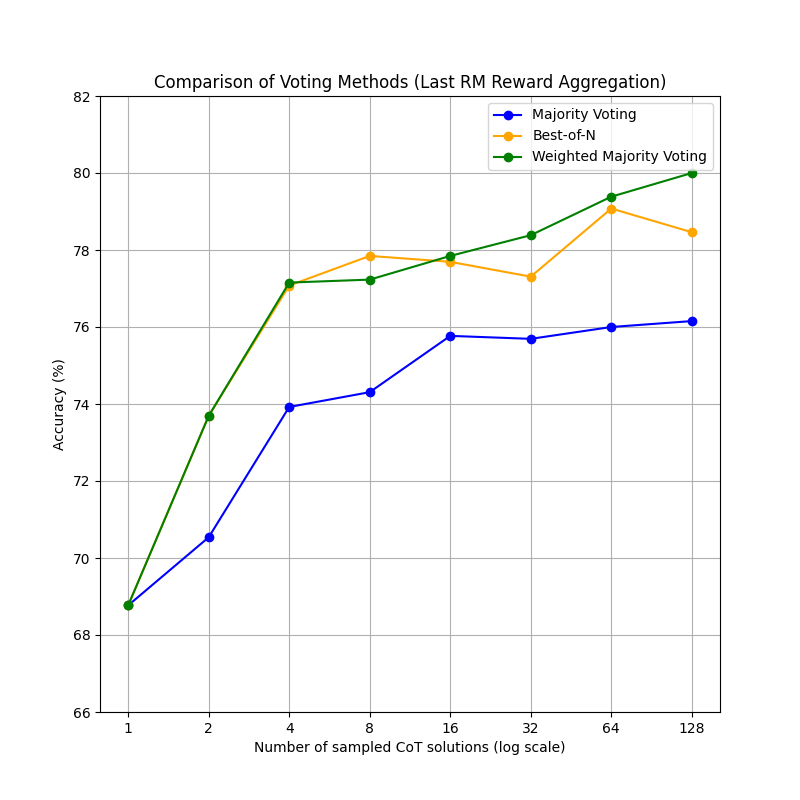 Comparison of Voting Methods (Last RM Reward Aggregation)
82
80
78
76
74
72
70
68
66
Accuracy (%)
Majority Voting
Best-of-N
Weighted Majority Voting
1 2 4 8 16 32 64 128
Number of sampled CoT solutions (log scale)